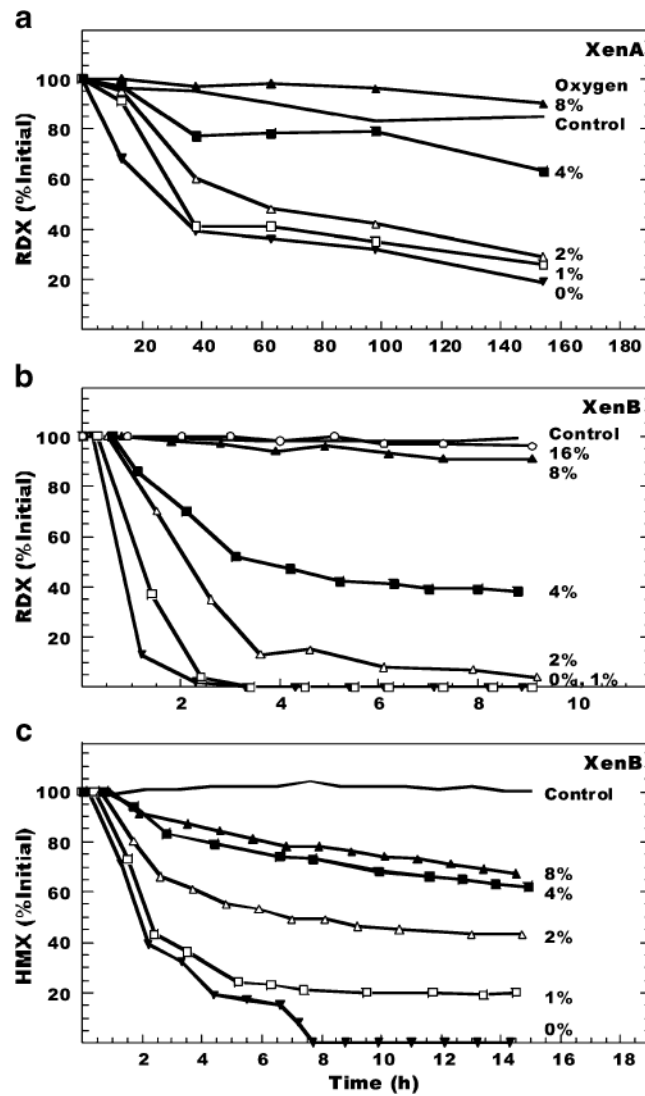 a
XenA
100
80
60
40
20
RDX (%Initial)
Oxygen
8%
Control
4%
2%
1%
0%
20 40 60 80 100 120 140 160 180
b
XenB
100
80
60
40
20
RDX (%Initial)
Control
16%
8%
4%
2%
0%, 1%
2 4 6 8 10
c
XenB
100
80
60
40
20
HMX (%Initial)
Control
8%
4%
2%
1%
0%
2 4 6 8 10 12 14 16 18
Time (h)